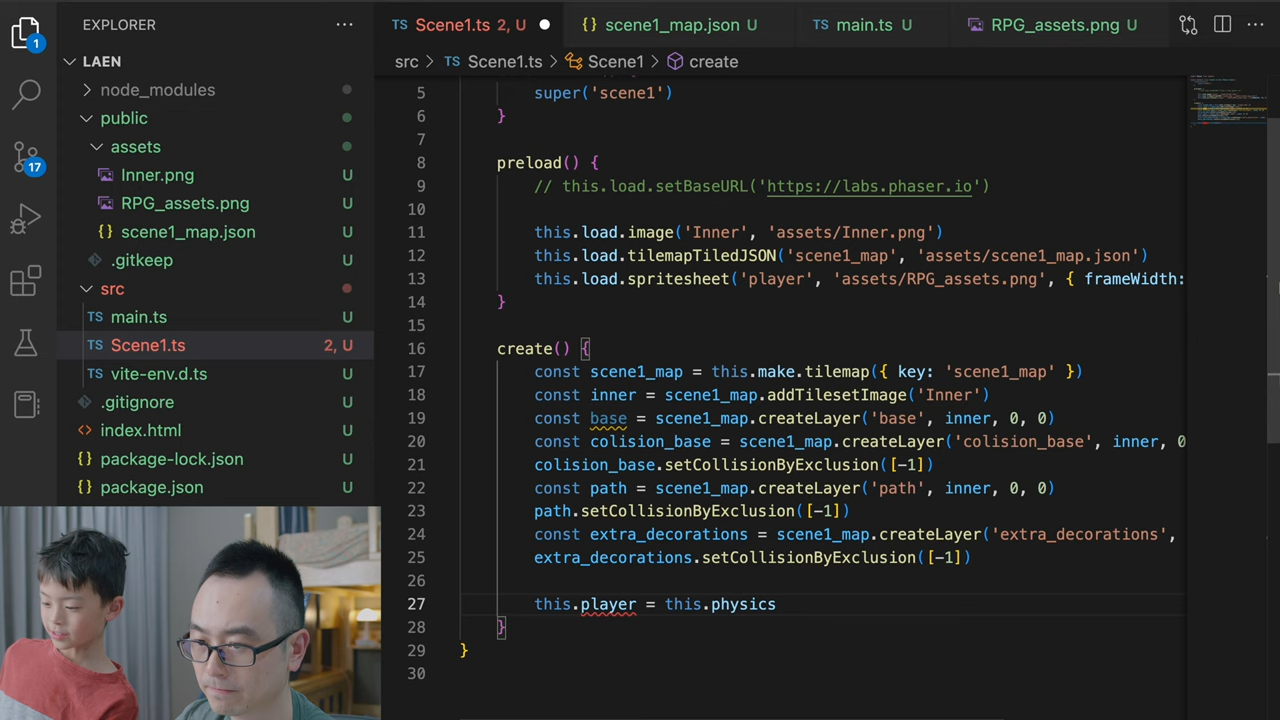 EXPLORER
LAEN
node_modules
public
assets
Inner.png U
RPG_assets.png U
scene1_map.json U
.gitkeep U
src
main.ts U
Scene1.ts 2, U
vite-env.d.ts U
.gitignore U
index.html U
package-lock.json U
package.json U
1
17
TS Scene1.ts 2, U
{} scene1_map.json U
TS main.ts U
RPG_assets.png U
src > TS Scene1.ts > Scene1 > create
5 super('scene1')
6 }
7
8 preload() {
9 // this.load.setBaseURL('https://labs.phaser.io')
10
11 this.load.image('Inner', 'assets/Inner.png')
12 this.load.tilemapTiledJSON('scene1_map', 'assets/scene1_map.json')
13 this.load.spritesheet('player', 'assets/RPG_assets.png', { frameWidth:
14 }
15
16 create() {
17 const scene1_map = this.make.tilemap({ key: 'scene1_map' })
18 const inner = scene1_map.addTilesetImage('Inner')
19 const base = scene1_map.createLayer('base', inner, 0, 0)
20 const colision_base = scene1_map.createLayer('colision_base', inner, 0
21 colision_base.setCollisionByExclusion([-1])
22 const path = scene1_map.createLayer('path', inner, 0, 0)
23 path.setCollisionByExclusion([-1])
24 const extra_decorations = scene1_map.createLayer('extra_decorations',
25 extra_decorations.setCollisionByExclusion([-1])
26
27 this.player = this.physics
28 }
29 }
30